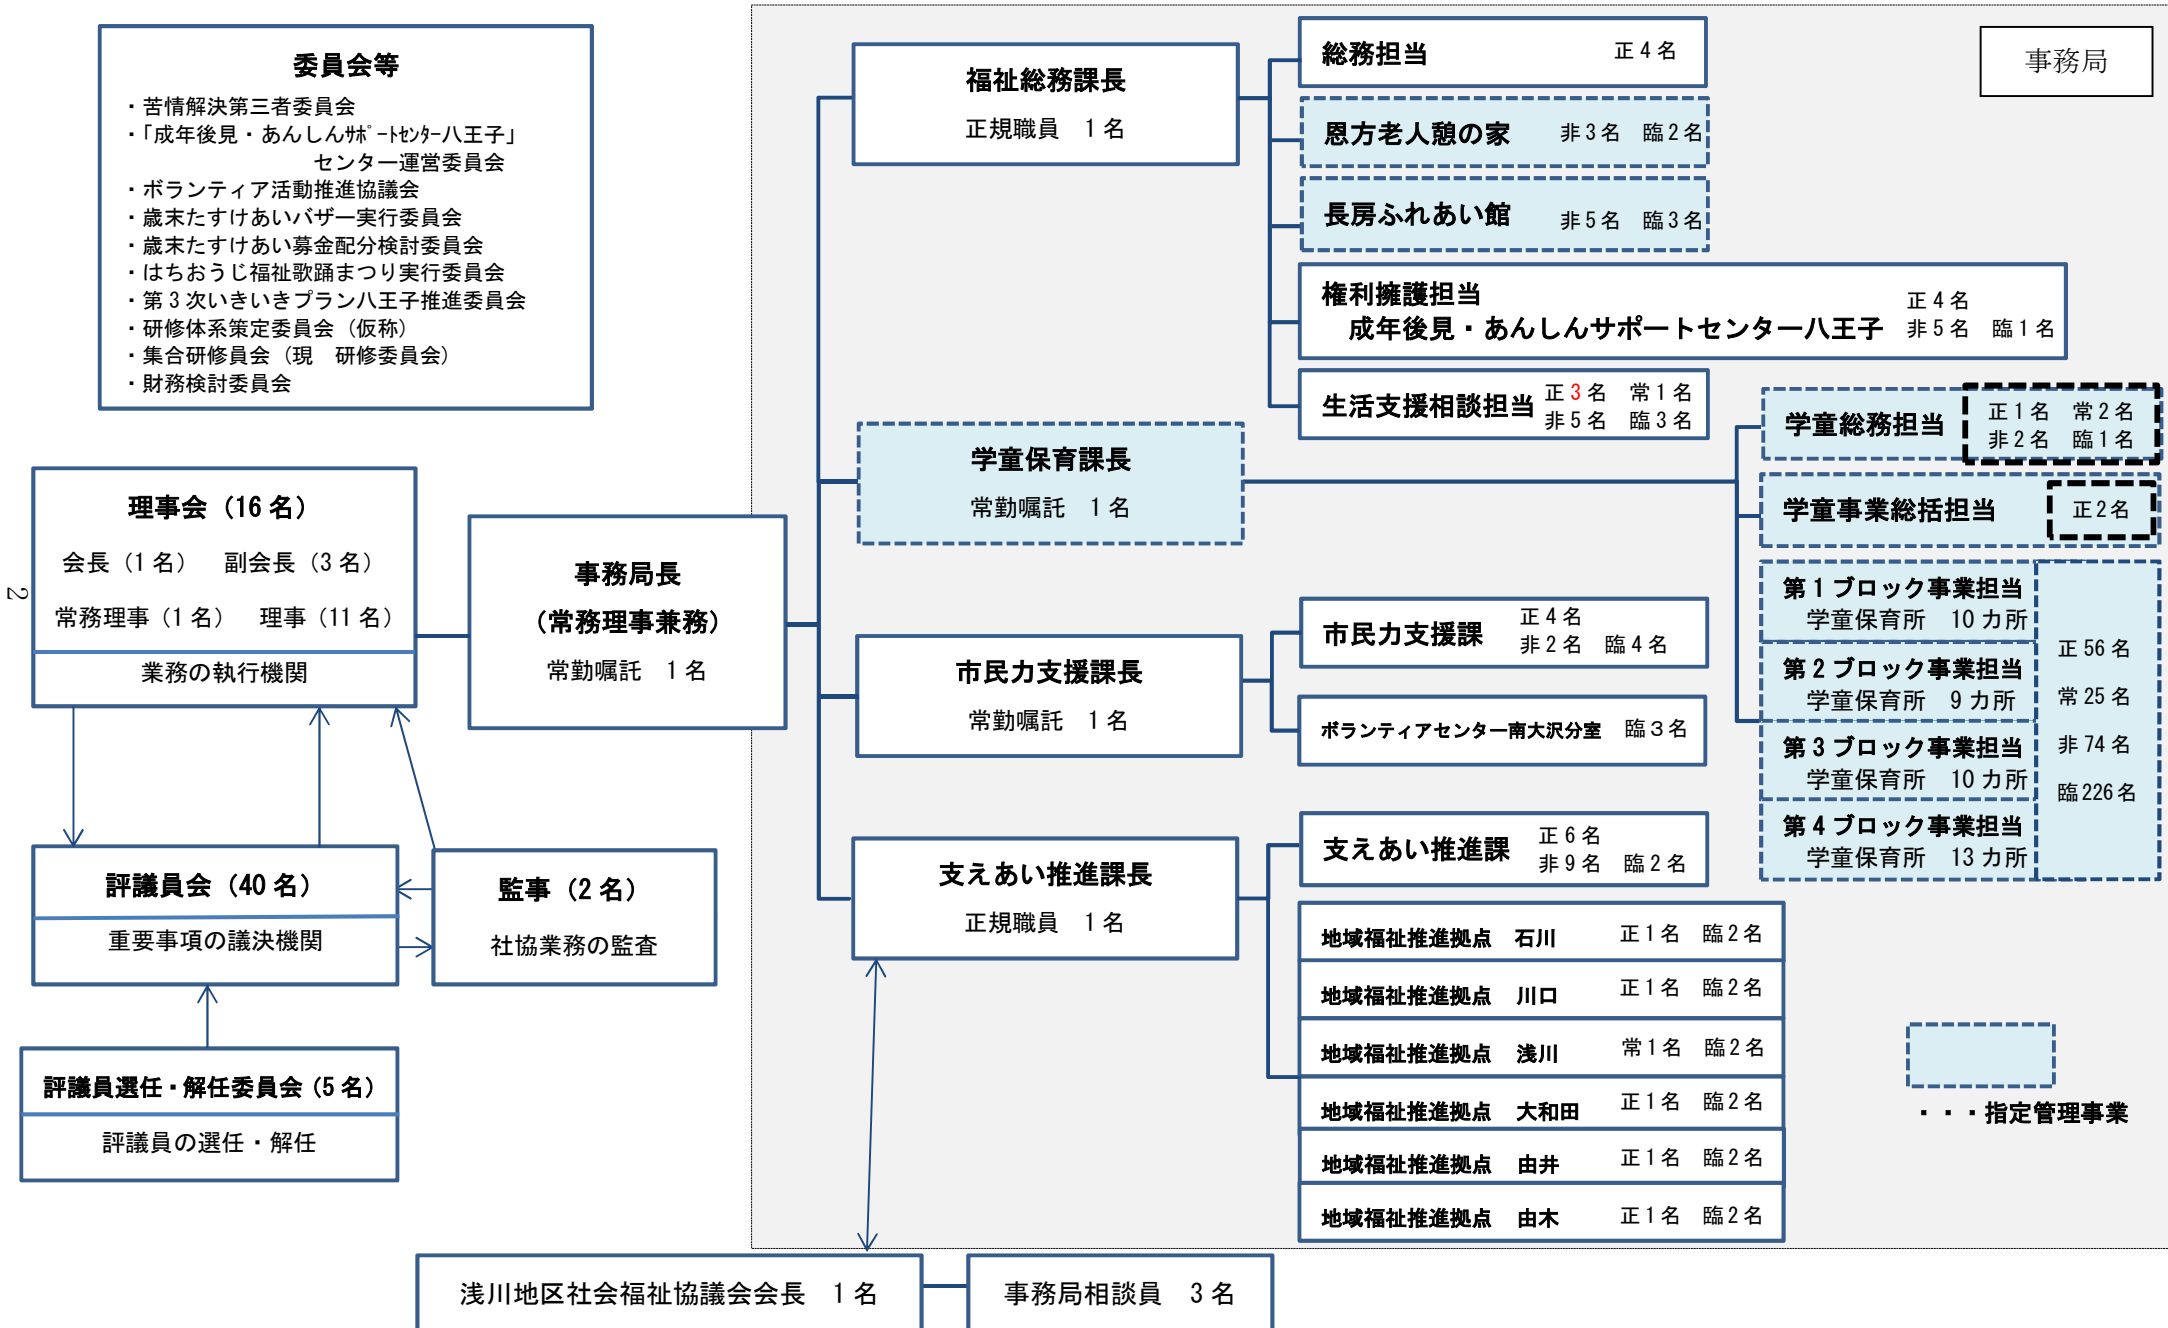 委員会等
・苦情解決第三者委員会
・「成年後見・あんしんｻﾎﾟｰﾄｾﾝﾀｰ八王子」
センター運営委員会
・ボランティア活動推進協議会
・歳末たすけあいバザー実行委員会
・歳末たすけあい募金配分検討委員会
・はちおうじ福祉歌踊まつり実行委員会
・第3次いきいきプラン八王子推進委員会
・研修体系策定委員会（仮称）
・集合研修員会（現　研修委員会）
・財務検討委員会
理事会（16名）
会長（1名）　副会長（3名）
常務理事（1名）　理事（11名）
業務の執行機関
評議員会（40名）
重要事項の議決機関
監事（2名）
社協業務の監査
評議員選任・解任委員会（5名）
評議員の選任・解任
2
事務局長
（常務理事兼務）
常勤嘱託　1名
事務局
福祉総務課長
正規職員　1名
総務担当　正4名
恩方老人憩の家　非3名　臨2名
長房ふれあい館　非5名　臨3名
権利擁護担当
成年後見・あんしんサポートセンター八王子
正4名
非5名　臨1名
生活支援相談担当
正3名　常1名
非5名　臨3名
学童保育課長
常勤嘱託　1名
学童総務担当
正1名　常2名
非2名　臨1名
学童事業総括担当　正2名
第1ブロック事業担当
学童保育所　10カ所
第2ブロック事業担当
学童保育所　9カ所
第3ブロック事業担当
学童保育所　10カ所
第4ブロック事業担当
学童保育所　13カ所
正56名
常25名
非74名
臨226名
市民力支援課長
常勤嘱託　1名
市民力支援課
正4名
非2名　臨4名
ボランティアセンター南大沢分室　臨3名
支えあい推進課長
正規職員　1名
支えあい推進課
正6名
非9名　臨2名
地域福祉推進拠点　石川　正1名　臨2名
地域福祉推進拠点　川口　正1名　臨2名
地域福祉推進拠点　浅川　常1名　臨2名
地域福祉推進拠点　大和田　正1名　臨2名
地域福祉推進拠点　由井　正1名　臨2名
地域福祉推進拠点　由木　正1名　臨2名
・・・指定管理事業
浅川地区社会福祉協議会会長　1名
事務局相談員　3名